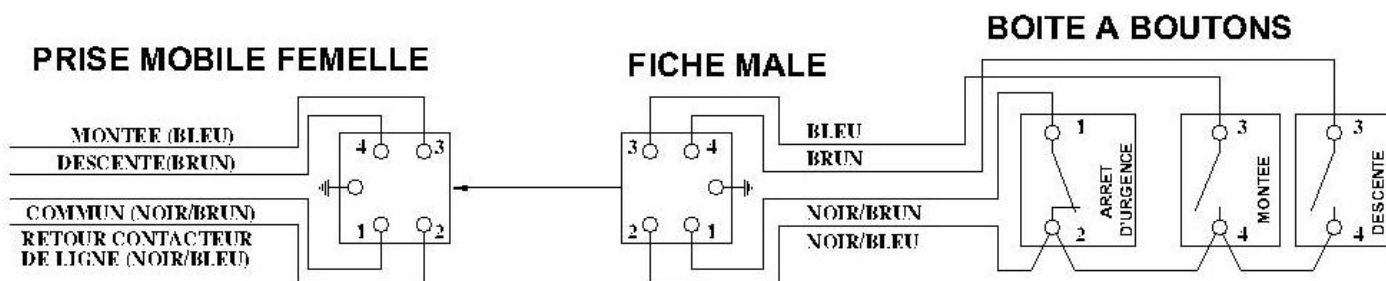 BOITE A BOUTONS
PRISE MOBILE FEMELLE
FICHE MALE
MONTEE (BLEU)
DESCENTE(BRUN)
COMMUN (NOIR/BRUN)
RETOUR CONTACTEUR
DE LIGNE (NOIR/BLEU)
4 3
1 2
3 4
2 1
BLEU
BRUN
NOIR/BRUN
NOIR/BLEU
1
2
ARRET
D'URGENCE
3
4
MONTEE
3
4
DESCENTE